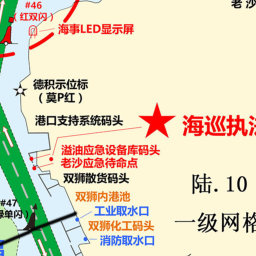 #46
（红双闪）
老沙
海事LED显示屏
德积示位标
（莫P红）
港口支持系统码头
海巡执法
溢油应急设备库码头
老沙应急待命点
双狮散货码头
陆.10
#47
绿单闪）
双狮内港池
工业取水口
一级网格
双狮化工码头
消防取水口